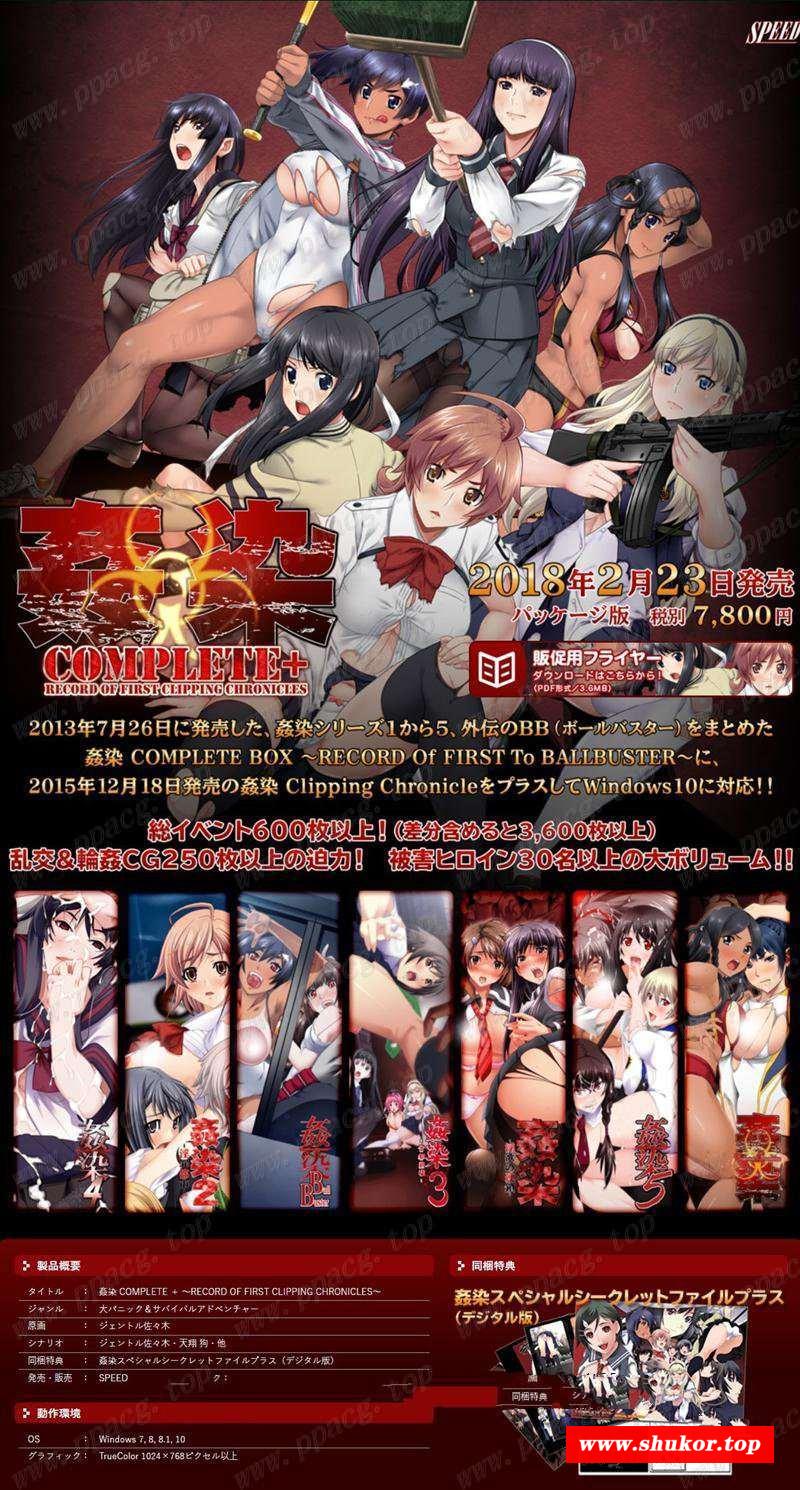 SPEED
姦染
COMPLETE+
RECORD OF FIRST CLIPPING CHRONICLES
2018年2月23日発売
パッケージ版 税別 7,800円
販促用フライヤー
ダウンロードはこちらから!
(PDF形式/3.6MB)
2013年7月26日に発売した、姦染シリーズ1から5、外伝のBB(ボールバスター)をまとめた
姦染 COMPLETE BOX ~RECORD Of FIRST To BALLBUSTER~に、
2015年12月18日発売の姦染 Clipping ChronicleをプラスしてWindows10に対応!!
総イベント600枚以上!(差分含めると3,600枚以上)
乱交&輪姦CG250枚以上の迫力! 被害ヒロイン30名以上の大ボリューム!!
姦染4
姦染2
姦染 Ball Buster
姦染3
姦染
姦染5
姦染
製品概要
タイトル : 姦染 COMPLETE + ~RECORD OF FIRST CLIPPING CHRONICLES~
ジャンル : 大パニック&サバイバルアドベンチャー
原画 : ジェントル佐々木
シナリオ : ジェントル佐々木・天翔 狗・他
同梱特典 : 姦染スペシャルシークレットファイルプラス(デジタル版)
発売・販売 : SPEED
ク:
動作環境
OS : Windows 7, 8, 8.1, 10
グラフィック : TrueColor 1024×768ピクセル以上
同梱特典
姦染スペシャルシークレットファイルプラス
(デジタル版)
同梱特典
www.shukor.top
www.ppacg.top